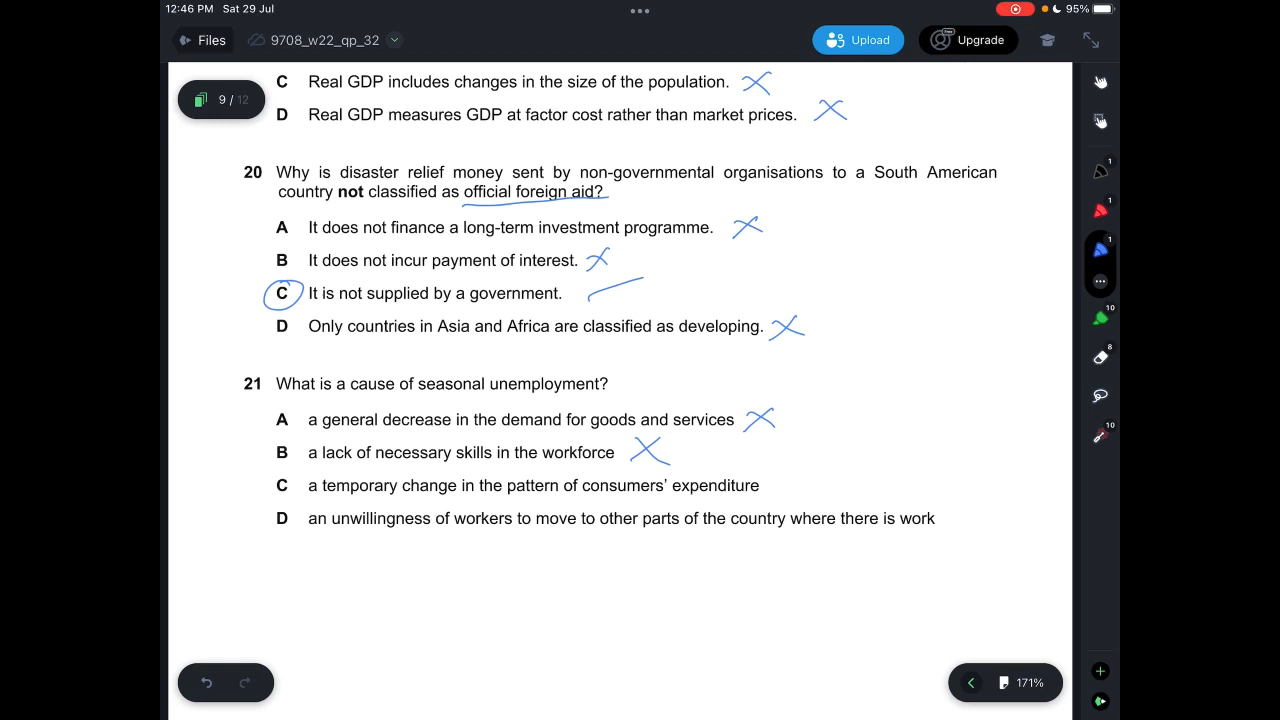 12:46 PM Sat 29 Jul
95%
Files
9708_w22_qp_32
Upload
Free
Upgrade
9 / 12
C Real GDP includes changes in the size of the population.
D Real GDP measures GDP at factor cost rather than market prices.
20 Why is disaster relief money sent by non-governmental organisations to a South American
country not classified as official foreign aid?
A It does not finance a long-term investment programme.
B It does not incur payment of interest.
C It is not supplied by a government.
D Only countries in Asia and Africa are classified as developing.
21 What is a cause of seasonal unemployment?
A a general decrease in the demand for goods and services
B a lack of necessary skills in the workforce
C a temporary change in the pattern of consumers’ expenditure
D an unwillingness of workers to move to other parts of the country where there is work
1
1
1
10
8
10
171%